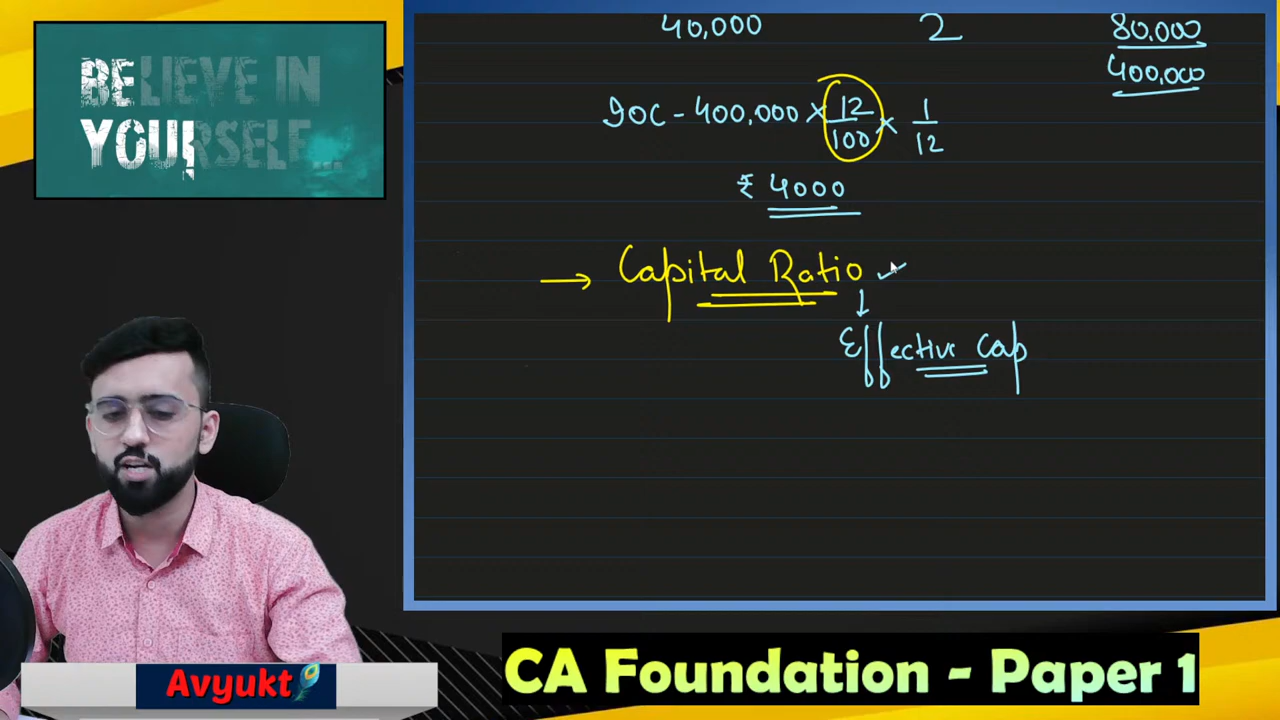 BELIEVE IN
YOURSELF...
40,000 2 80,000
400,000
IOC - 400,000 × 12/100 × 1/12
₹ 4000
→ Capital Ratio ✓
↓
Effective Cap
Avyukt
CA Foundation - Paper 1